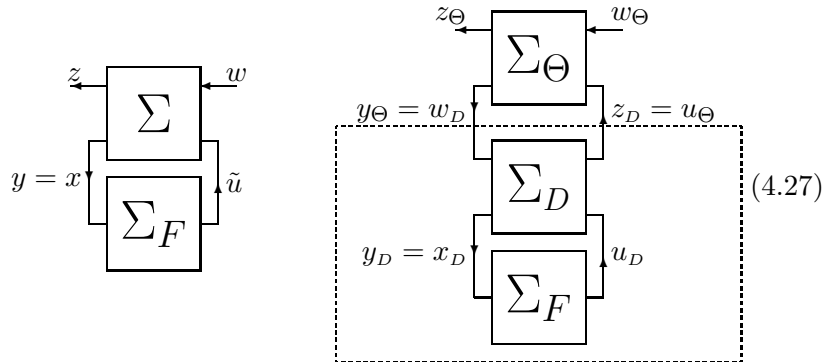 z w
Σ
y = x ũ
Σ_F
z_Θ w_Θ
Σ_Θ
y_Θ = w_D z_D = u_Θ
Σ_D
(4.27)
y_D = x_D u_D
Σ_F